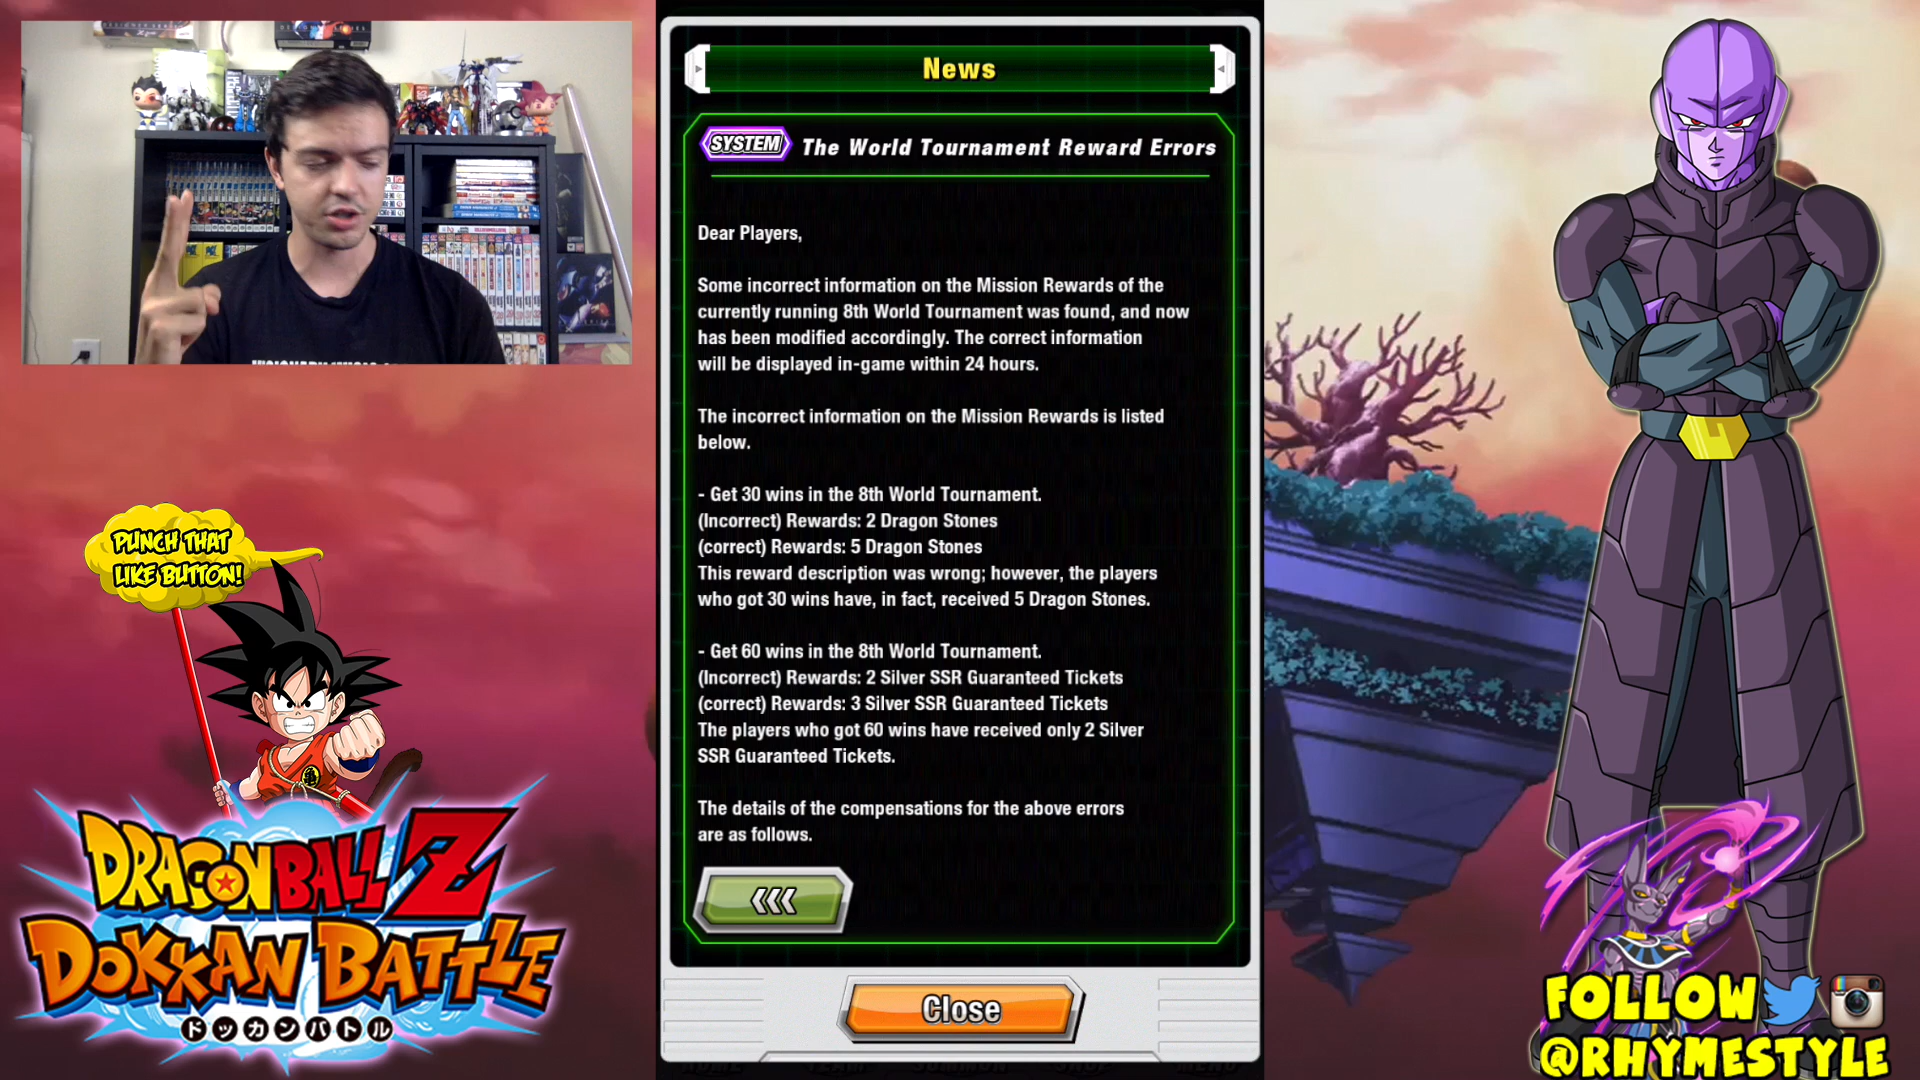 News
SYSTEM The World Tournament Reward Errors
Dear Players,
Some incorrect information on the Mission Rewards of the
currently running 8th World Tournament was found, and now
has been modified accordingly. The correct information
will be displayed in-game within 24 hours.
The incorrect information on the Mission Rewards is listed
below.
- Get 30 wins in the 8th World Tournament.
(Incorrect) Rewards: 2 Dragon Stones
(correct) Rewards: 5 Dragon Stones
This reward description was wrong; however, the players
who got 30 wins have, in fact, received 5 Dragon Stones.
- Get 60 wins in the 8th World Tournament.
(Incorrect) Rewards: 2 Silver SSR Guaranteed Tickets
(correct) Rewards: 3 Silver SSR Guaranteed Tickets
The players who got 60 wins have received only 2 Silver
SSR Guaranteed Tickets.
The details of the compensations for the above errors
are as follows.
Close
PUNCH THAT
LIKE BUTTON!
DRAGON BALL Z
DOKKAN BATTLE
ドッカンバトル
FOLLOW
@RHYMESTYLE